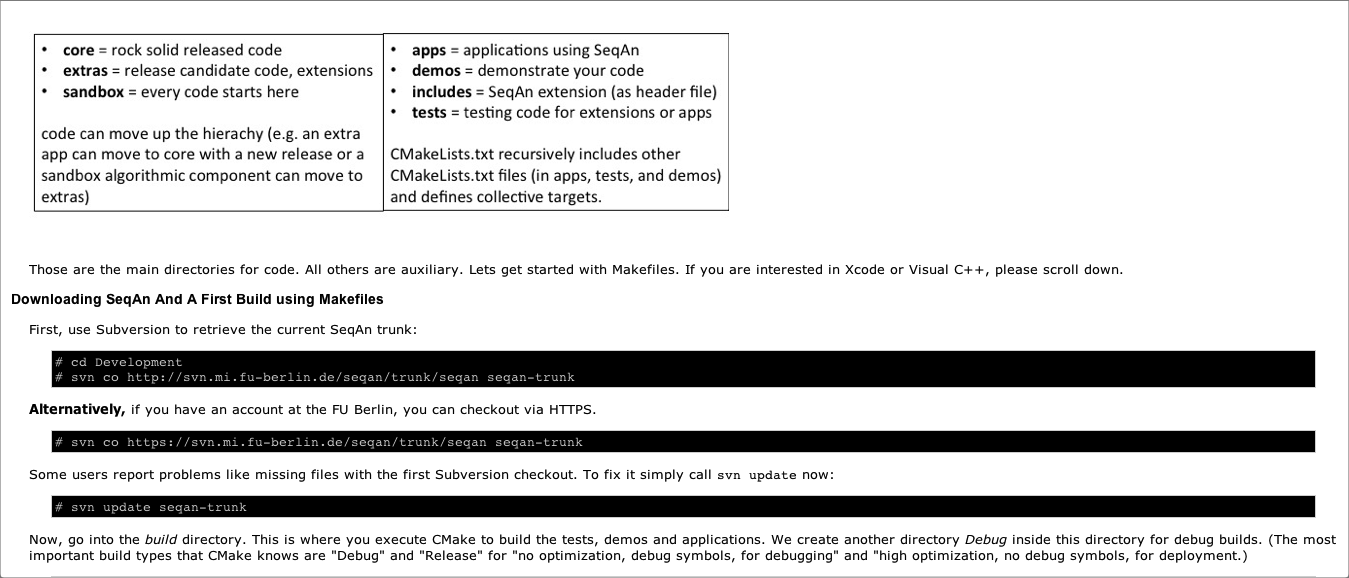 • core = rock solid released code
• extras = release candidate code, extensions
• sandbox = every code starts here
code can move up the hierachy (e.g. an extra
app can move to core with a new release or a
sandbox algorithmic component can move to
extras)
• apps = applications using SeqAn
• demos = demonstrate your code
• includes = SeqAn extension (as header file)
• tests = testing code for extensions or apps
CMakeLists.txt recursively includes other
CMakeLists.txt files (in apps, tests, and demos)
and defines collective targets.
Those are the main directories for code. All others are auxiliary. Lets get started with Makefiles. If you are interested in Xcode or Visual C++, please scroll down.
Downloading SeqAn And A First Build using Makefiles
First, use Subversion to retrieve the current SeqAn trunk:
# cd Development
# svn co http://svn.mi.fu-berlin.de/seqan/trunk/seqan seqan-trunk
Alternatively, if you have an account at the FU Berlin, you can checkout via HTTPS.
# svn co https://svn.mi.fu-berlin.de/seqan/trunk/seqan seqan-trunk
Some users report problems like missing files with the first Subversion checkout. To fix it simply call svn update now:
# svn update seqan-trunk
Now, go into the build directory. This is where you execute CMake to build the tests, demos and applications. We create another directory Debug inside this directory for debug builds. (The most
important build types that CMake knows are "Debug" and "Release" for "no optimization, debug symbols, for debugging" and "high optimization, no debug symbols, for deployment.)